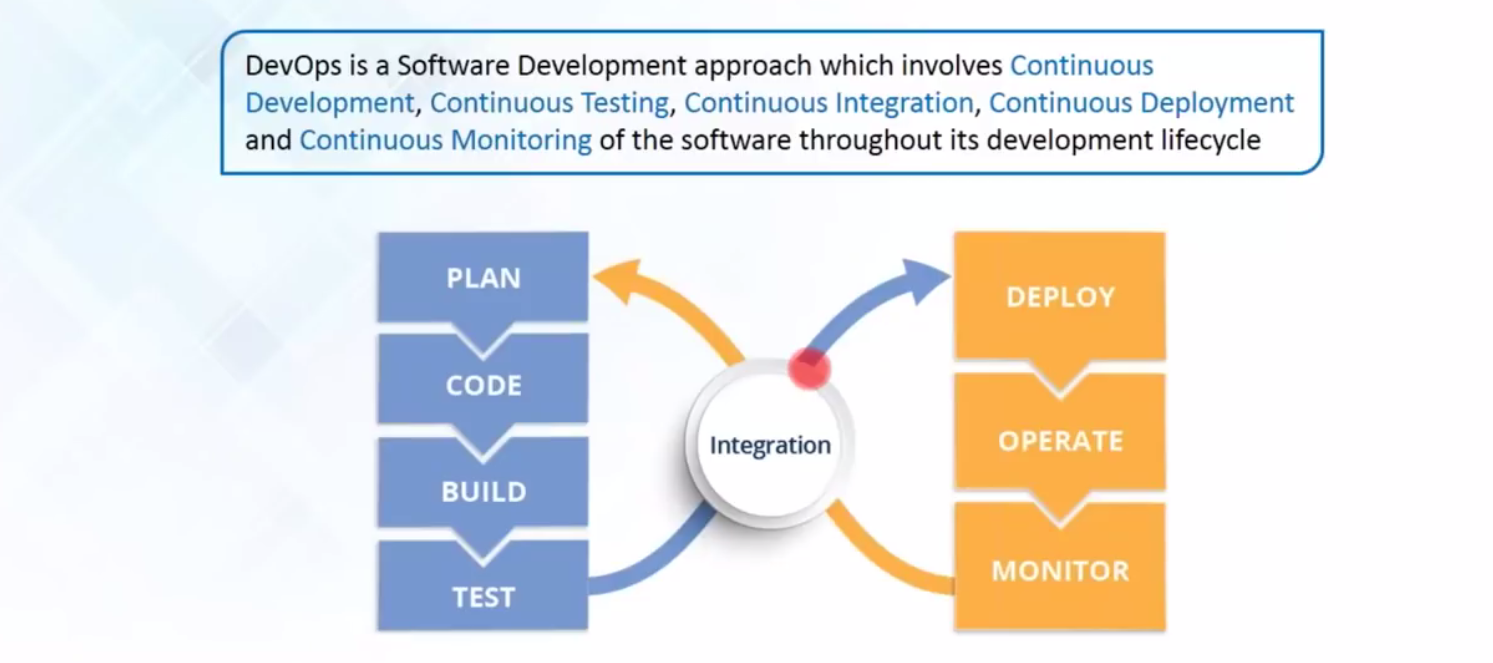 DevOps is a Software Development approach which involves Continuous
Development, Continuous Testing, Continuous Integration, Continuous Deployment
and Continuous Monitoring of the software throughout its development lifecycle
PLAN
CODE
BUILD
TEST
Integration
DEPLOY
OPERATE
MONITOR